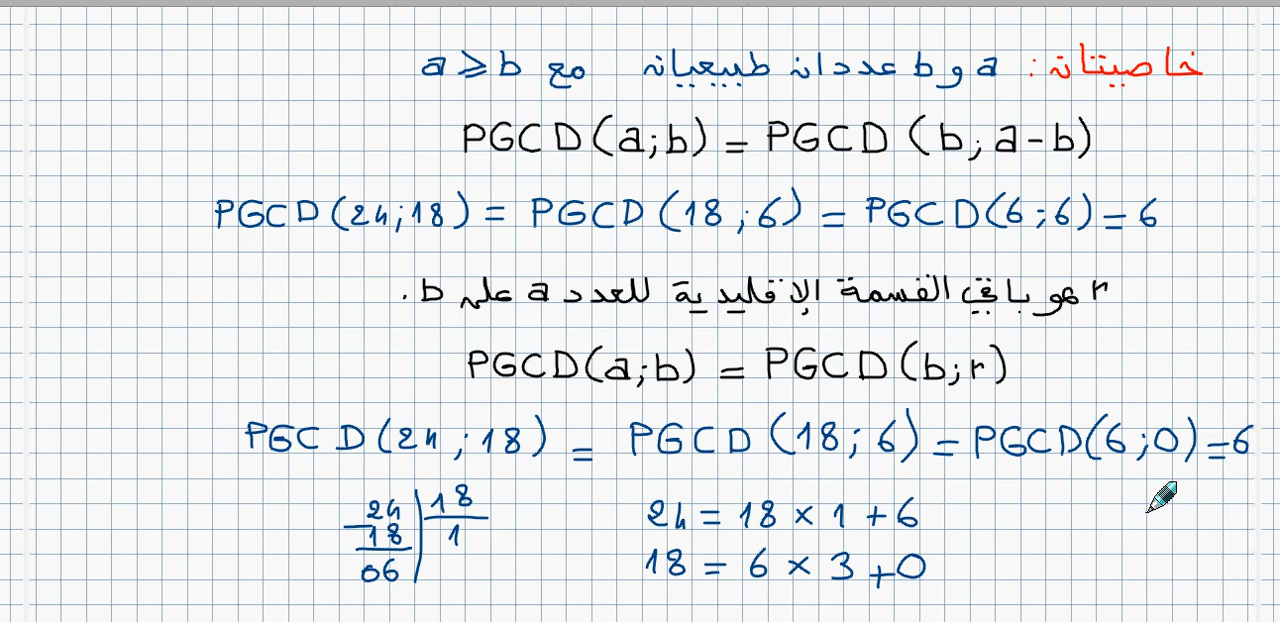 خاصيتان: a و b عددان طبيعيان مع a ⩾ b
PGCD(a;b) = PGCD(b;a-b)
PGCD(24;18) = PGCD(18;6) = PGCD(6;6) = 6
r هو باقي القسمة الإقليدية للعدد a على b.
PGCD(a;b) = PGCD(b;r)
PGCD(24;18) = PGCD(18;6) = PGCD(6;0) = 6
24 | 18
-18 | 1
06
24 = 18 × 1 + 6
18 = 6 × 3 + 0